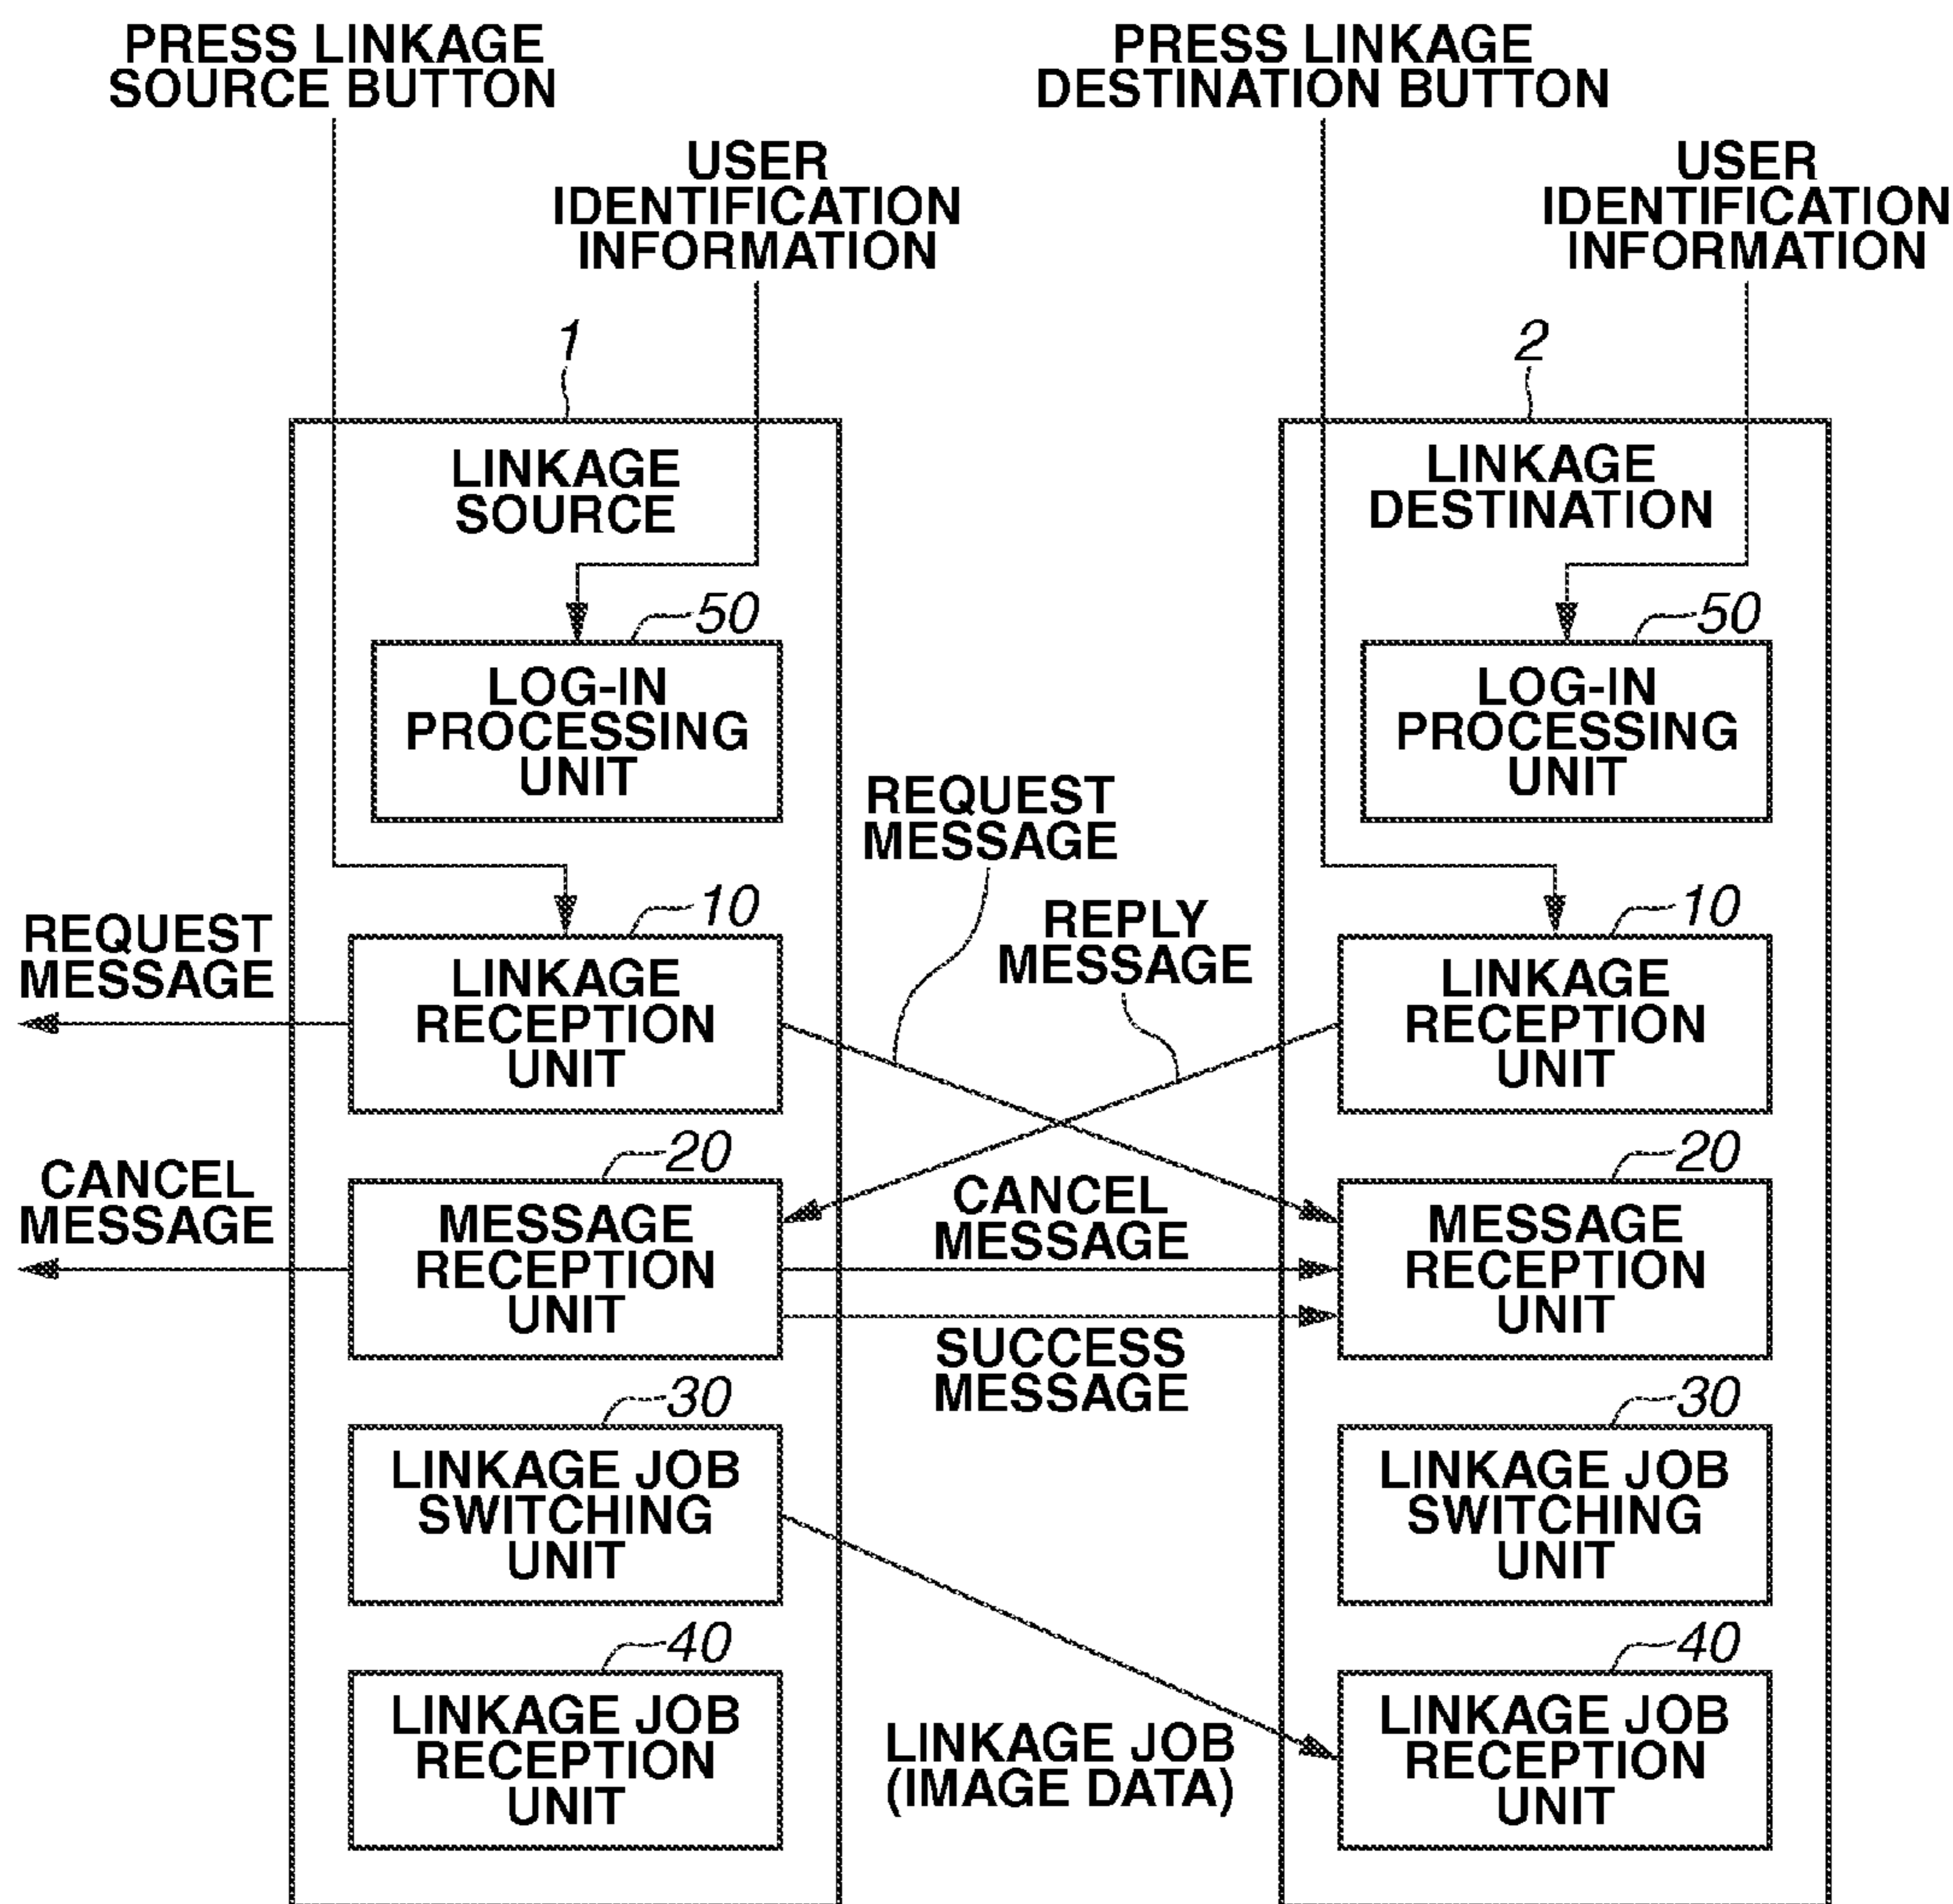 PRESS LINKAGE
SOURCE BUTTON
PRESS LINKAGE
DESTINATION BUTTON
USER
IDENTIFICATION
INFORMATION
USER
IDENTIFICATION
INFORMATION
1
2
LINKAGE
SOURCE
LINKAGE
DESTINATION
50
LOG-IN
PROCESSING
UNIT
50
LOG-IN
PROCESSING
UNIT
REQUEST
MESSAGE
REPLY
MESSAGE
REQUEST
MESSAGE
10
LINKAGE
RECEPTION
UNIT
10
LINKAGE
RECEPTION
UNIT
CANCEL
MESSAGE
20
MESSAGE
RECEPTION
UNIT
CANCEL
MESSAGE
SUCCESS
MESSAGE
20
MESSAGE
RECEPTION
UNIT
30
LINKAGE JOB
SWITCHING
UNIT
30
LINKAGE JOB
SWITCHING
UNIT
40
LINKAGE JOB
RECEPTION
UNIT
LINKAGE JOB
(IMAGE DATA)
40
LINKAGE JOB
RECEPTION
UNIT